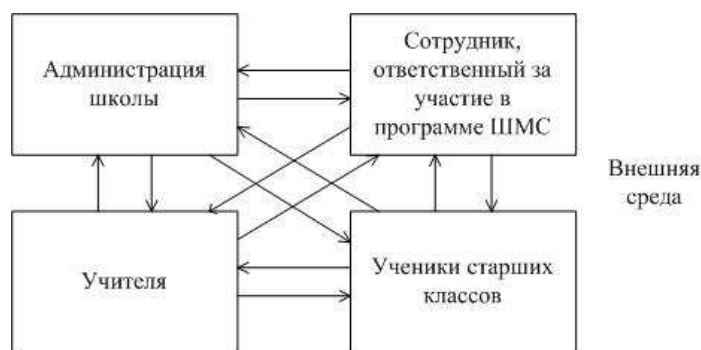 Администрация
школы
Сотрудник,
ответственный за
участие в
программе ШМС
Внешняя
среда
Учителя
Ученики старших
классов